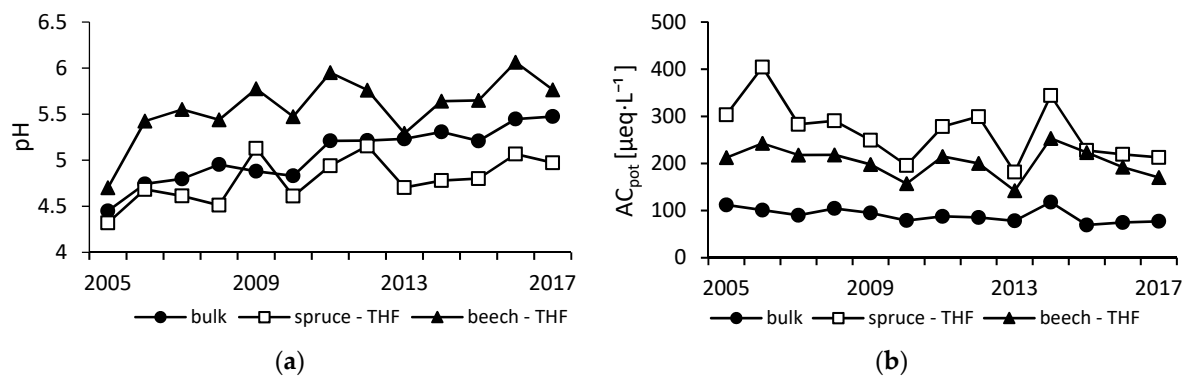 6.5
6
5.5
5
4.5
4
pH
2005 2009 2013 2017
bulk spruce - THF beech - THF
(a)
500
400
300
200
100
0
ACpot [µeq·L⁻¹]
2005 2009 2013 2017
bulk spruce - THF beech - THF
(b)